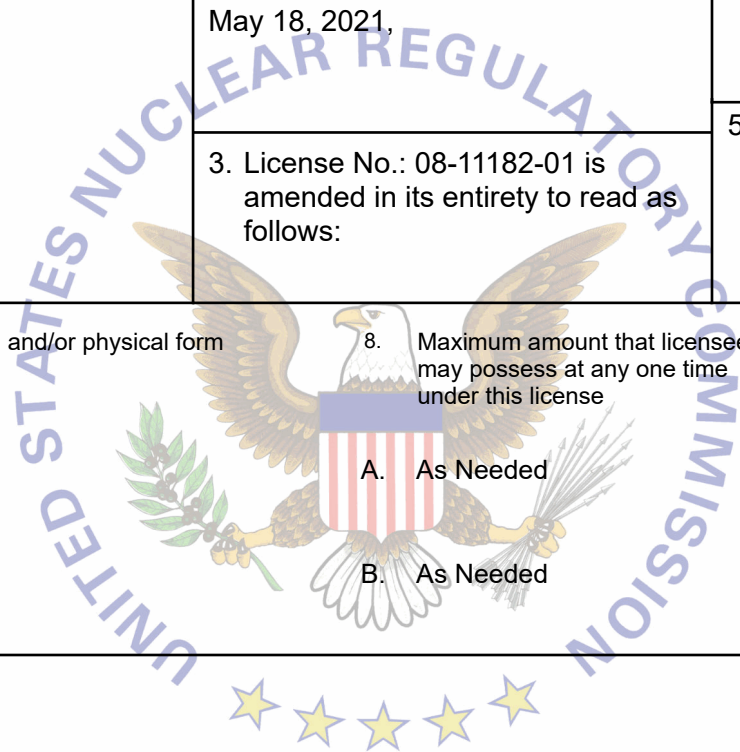 May 18, 2021,
5
3. License No.: 08-11182-01 is
amended in its entirety to read as
follows:
and/or physical form
8. Maximum amount that licensee
may possess at any one time
under this license
A. As Needed
B. As Needed
UNITED STATES NUCLEAR REGULATORY COMMISSION